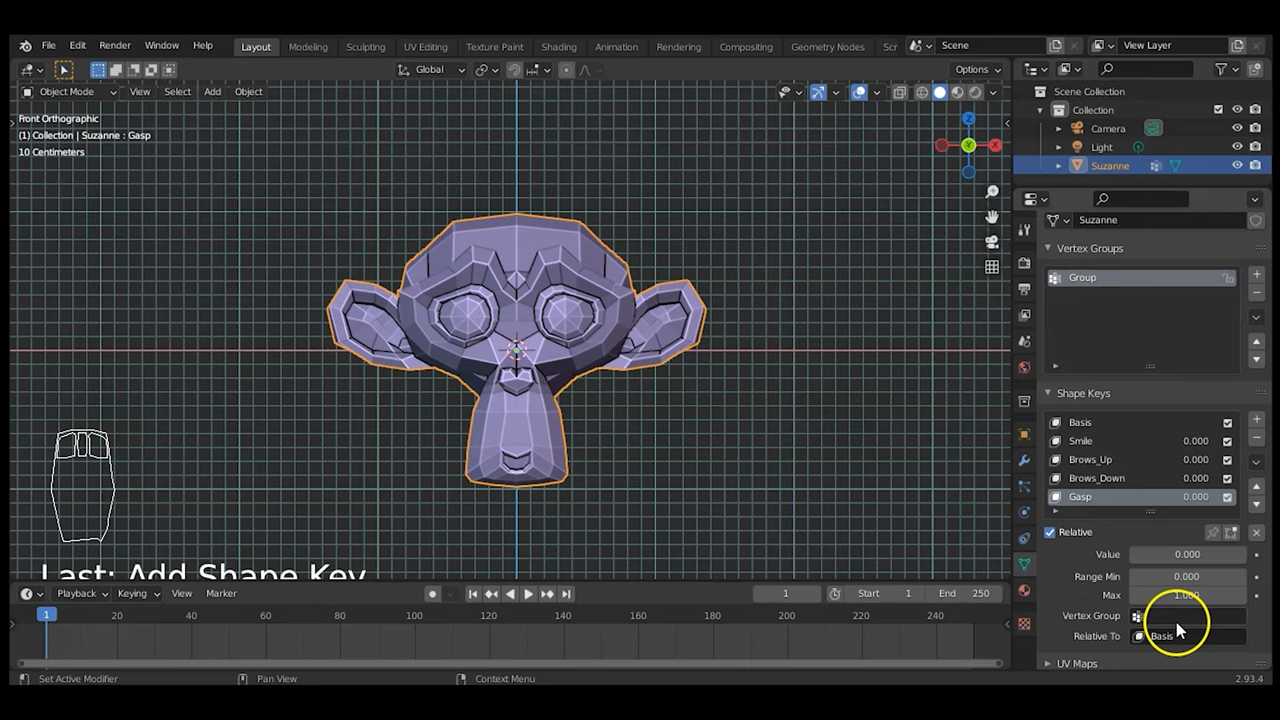 File Edit Render Window Help Layout Modeling Sculpting UV Editing Texture Paint Shading Animation Rendering Compositing Geometry Nodes Scr Scene View Layer
Global Options
Object Mode View Select Add Object
Front Orthographic
(1) Collection | Suzanne : Gasp
10 Centimeters
Z
Y
X
Last: Add Shape Key
Scene Collection
Collection
Camera
Light
Suzanne
Suzanne
Vertex Groups
Group
Shape Keys
Basis
Smile 0.000
Brows_Up 0.000
Brows_Down 0.000
Gasp 0.000
Relative
Value 0.000
Range Min 0.000
Max 1.000
Vertex Group
Relative To Basis
UV Maps
Playback Keying View Marker 1 Start 1 End 250
1 20 40 60 80 100 120 140 160 180 200 220 240
Set Active Modifier Pan View Context Menu 2.93.4